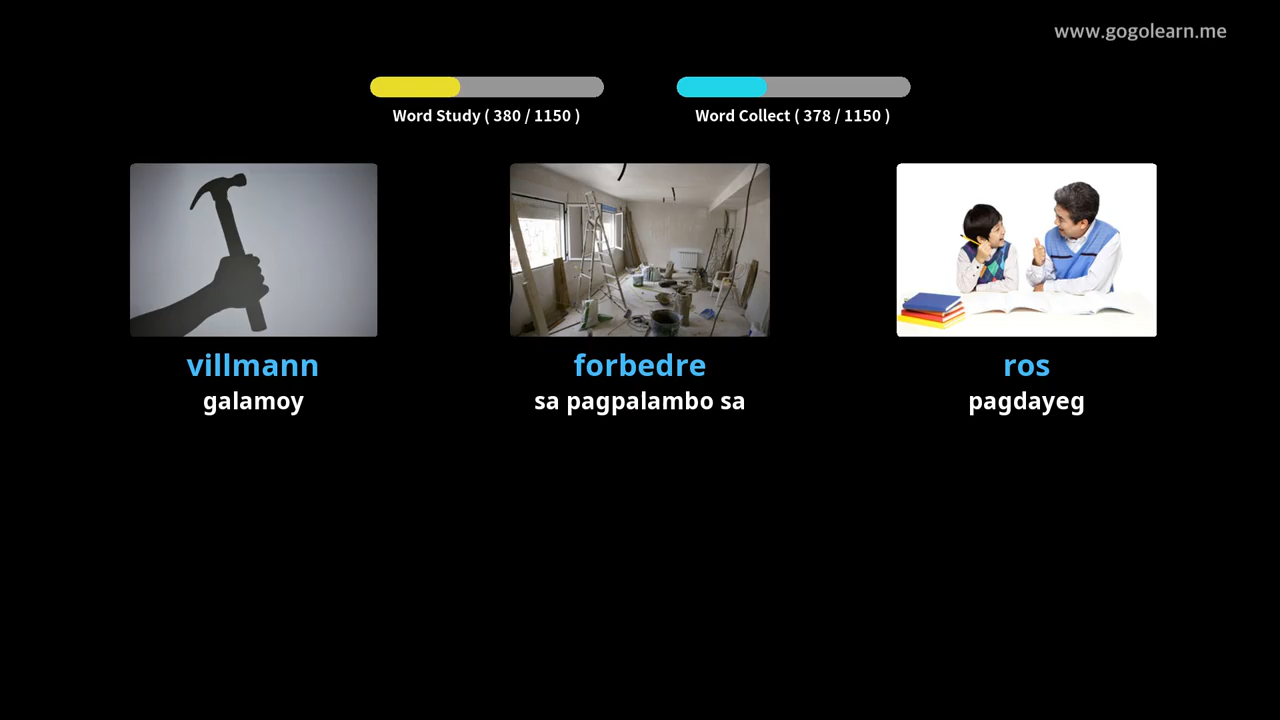 www.gogolearn.me
Word Study ( 380 / 1150 )
Word Collect ( 378 / 1150 )
villmann
galamoy
forbedre
sa pagpalambo sa
ros
pagdayeg